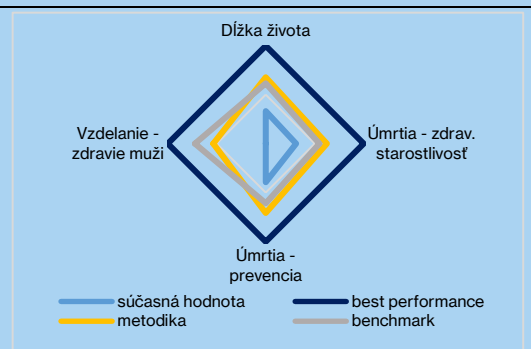 Dĺžka života
Vzdelanie -
zdravie muži
Úmrtia - zdrav.
starostlivosť
Úmrtia -
prevencia
súčasná hodnota
best performance
metodika
benchmark